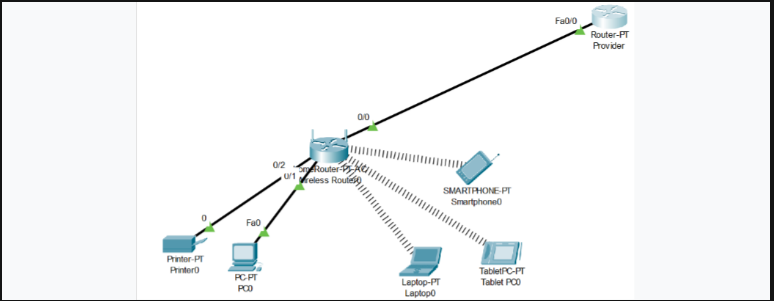 Fa0/0
Router-PT
Provider
0/0
0/2
0/1
SMARTPHONE-PT
Smartphone0
0
Fa0
Printer-PT
Printer0
PC-PT
PC0
Laptop-PT
Laptop0
TabletPC-PT
Tablet PC0